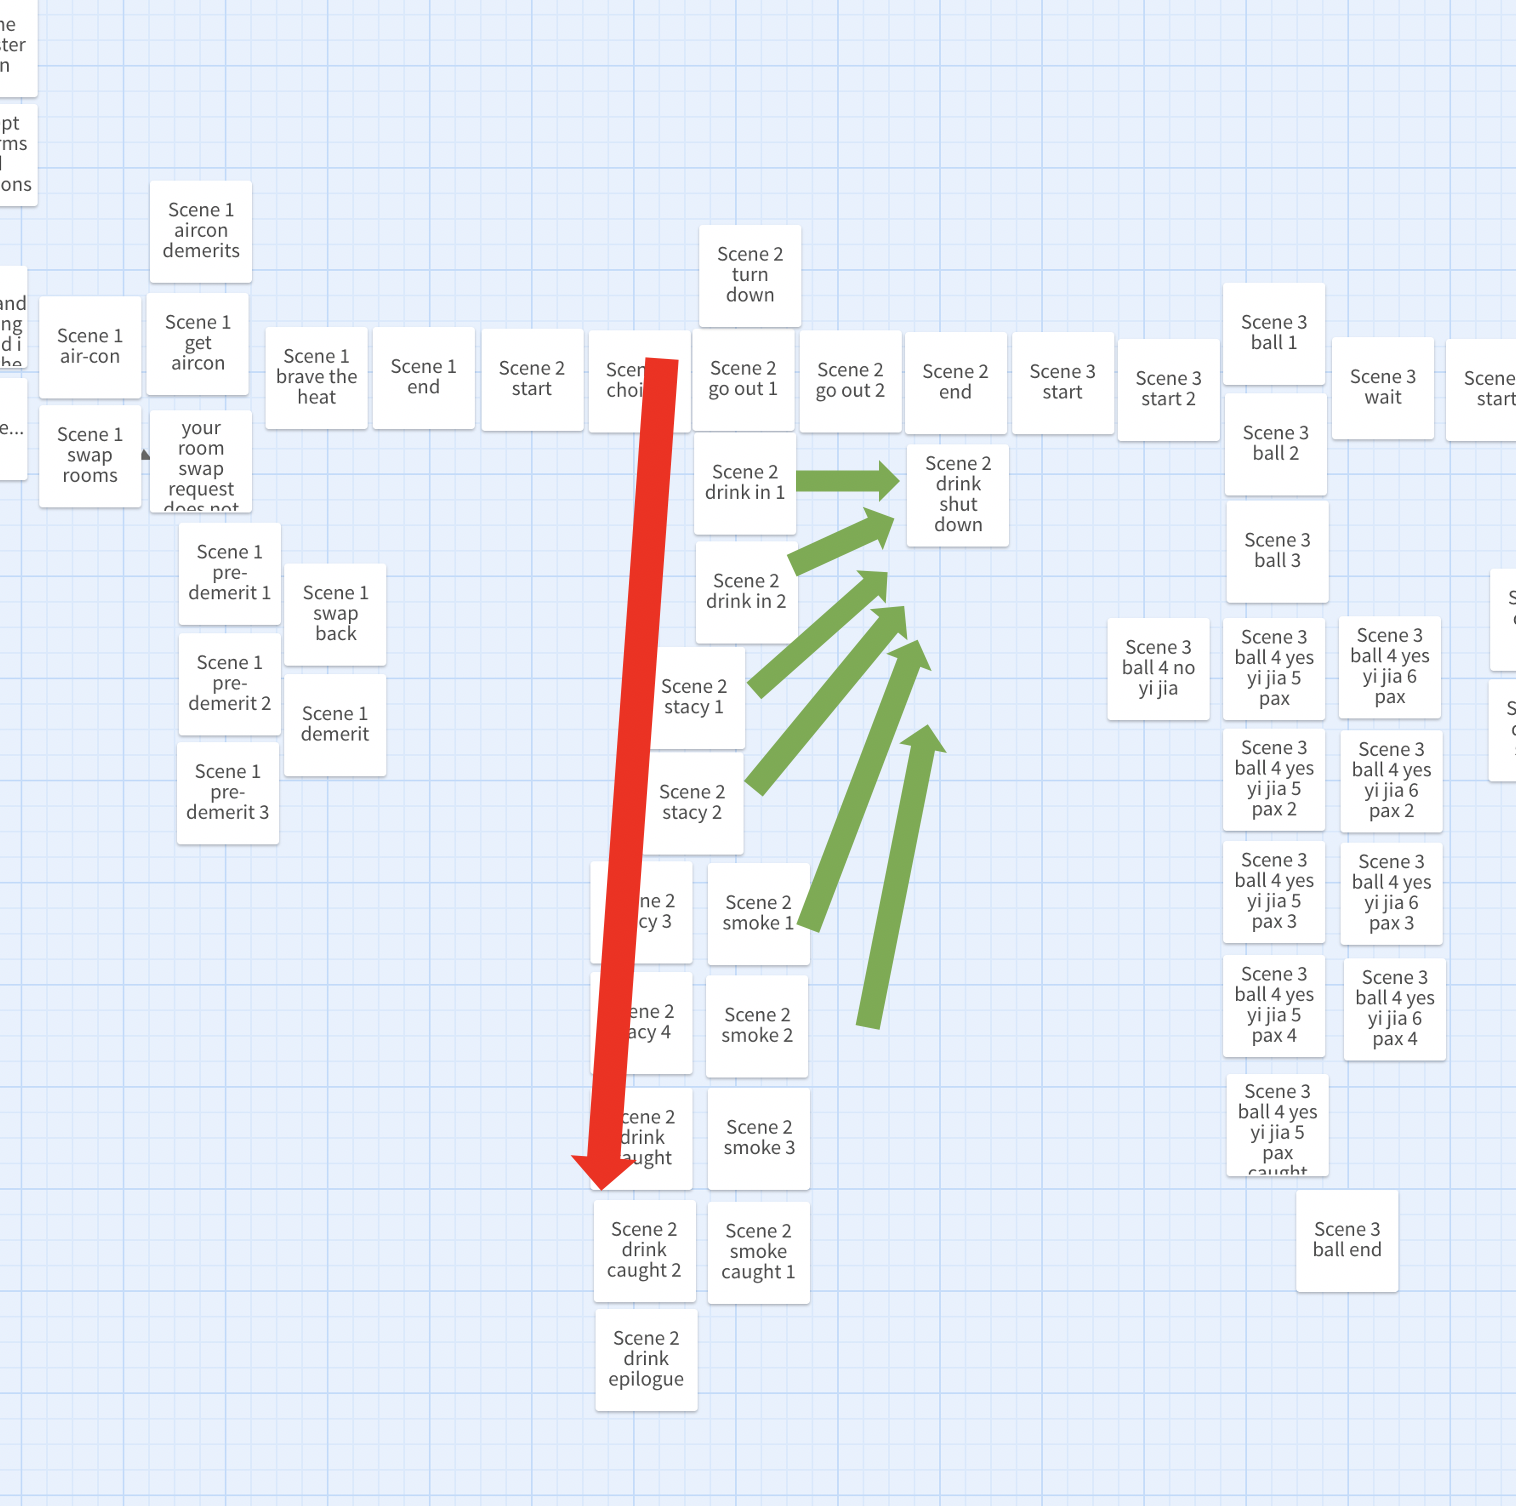 ster
n
pt
rms
ons
Scene 1
aircon
demerits
and
ng
d i
he
Scene 1
air-con
Scene 1
get
aircon
e...
Scene 1
swap
rooms
your
room
swap
request
does not
Scene 1
pre-
demerit 1
Scene 1
pre-
demerit 2
Scene 1
pre-
demerit 3
Scene 1
swap
back
Scene 1
demerit
Scene 1
brave the
heat
Scene 1
end
Scene 2
start
Scen
choi
Scene 2
turn
down
Scene 2
go out 1
Scene 2
go out 2
Scene 2
end
Scene 3
start
Scene 3
start 2
Scene 2
drink in 1
Scene 2
drink in 2
Scene 2
drink
shut
down
Scene 2
stacy 1
Scene 2
stacy 2
ne 2
cy 3
Scene 2
smoke 1
ene 2
acy 4
Scene 2
smoke 2
cene 2
drink
aught
Scene 2
smoke 3
Scene 2
drink
caught 2
Scene 2
smoke
caught 1
Scene 2
drink
epilogue
Scene 3
ball 1
Scene 3
ball 2
Scene 3
ball 3
Scene 3
wait
Scene
start
Scene 3
ball 4 no
yi jia
Scene 3
ball 4 yes
yi jia 5
pax
Scene 3
ball 4 yes
yi jia 6
pax
Scene 3
ball 4 yes
yi jia 5
pax 2
Scene 3
ball 4 yes
yi jia 6
pax 2
Scene 3
ball 4 yes
yi jia 5
pax 3
Scene 3
ball 4 yes
yi jia 6
pax 3
Scene 3
ball 4 yes
yi jia 5
pax 4
Scene 3
ball 4 yes
yi jia 6
pax 4
Scene 3
ball 4 yes
yi jia 5
pax
caught
Scene 3
ball end